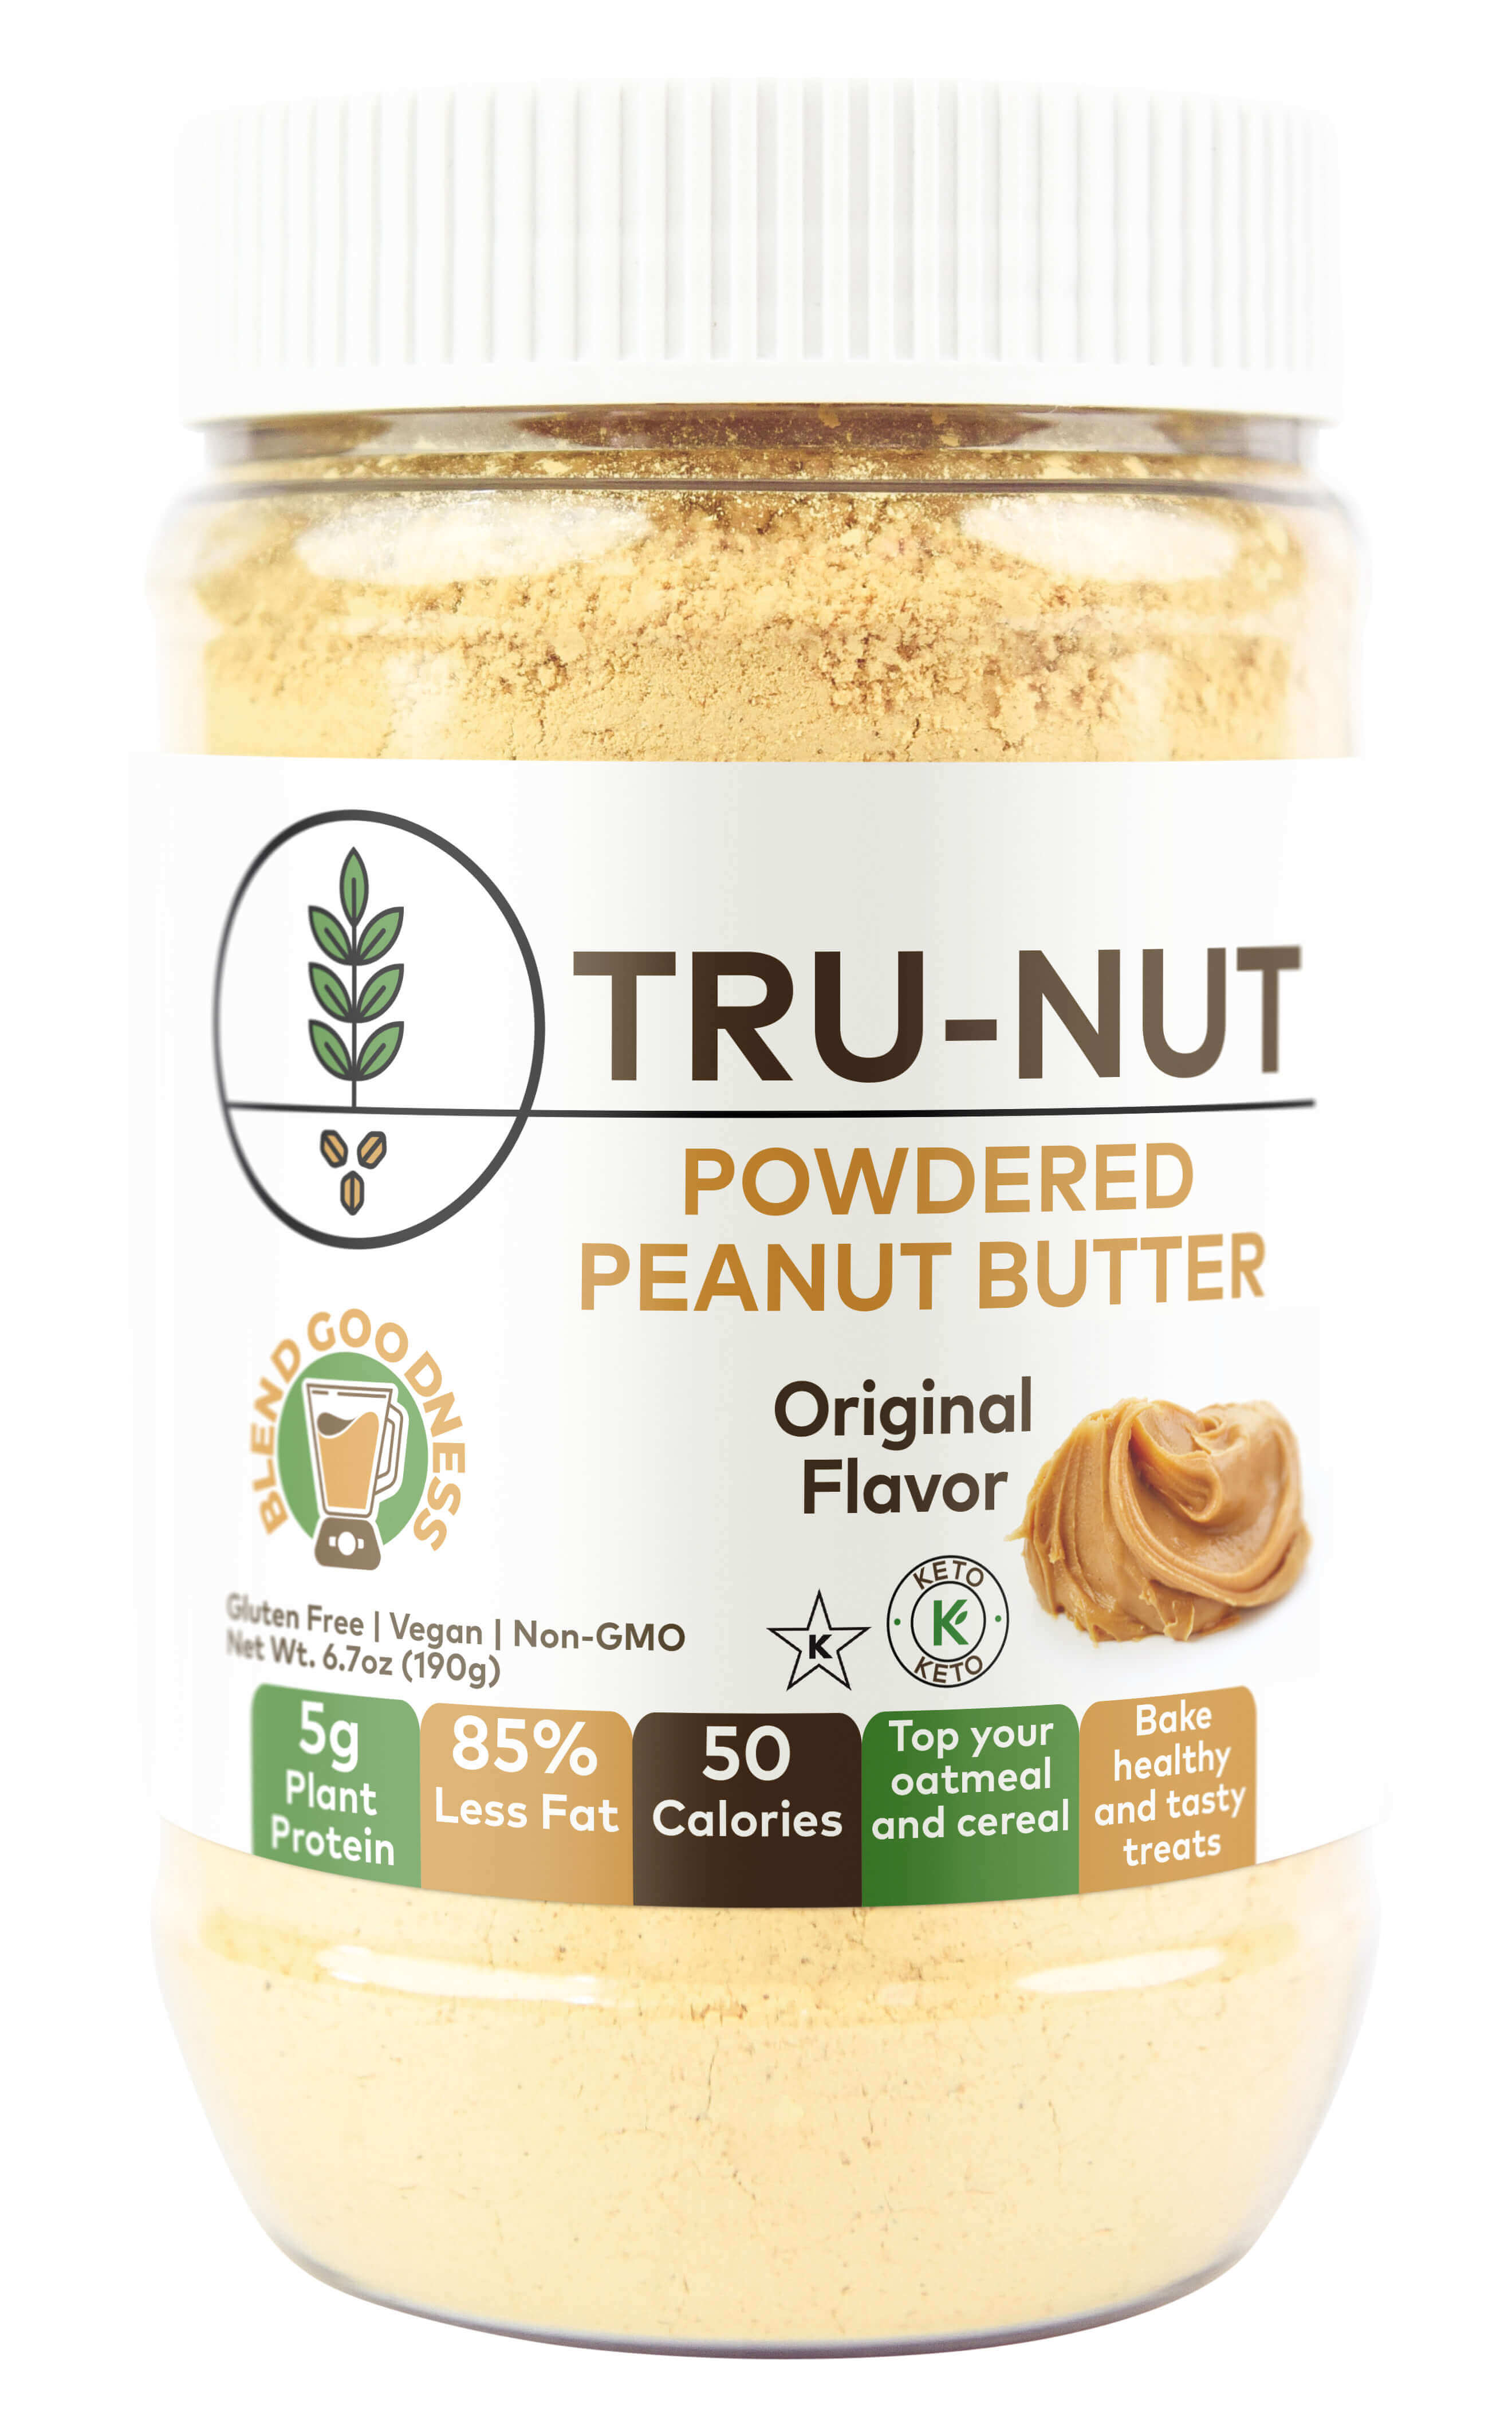 TRU-NUT
POWDERED
PEANUT BUTTER
BLEND GOODNESS
Original
Flavor
K
KETO
K
KETO
Gluten Free | Vegan | Non-GMO
Net Wt. 6.7oz (190g)
5g
Plant
Protein
85%
Less Fat
50
Calories
Top your
oatmeal
and cereal
Bake
healthy
and tasty
treats